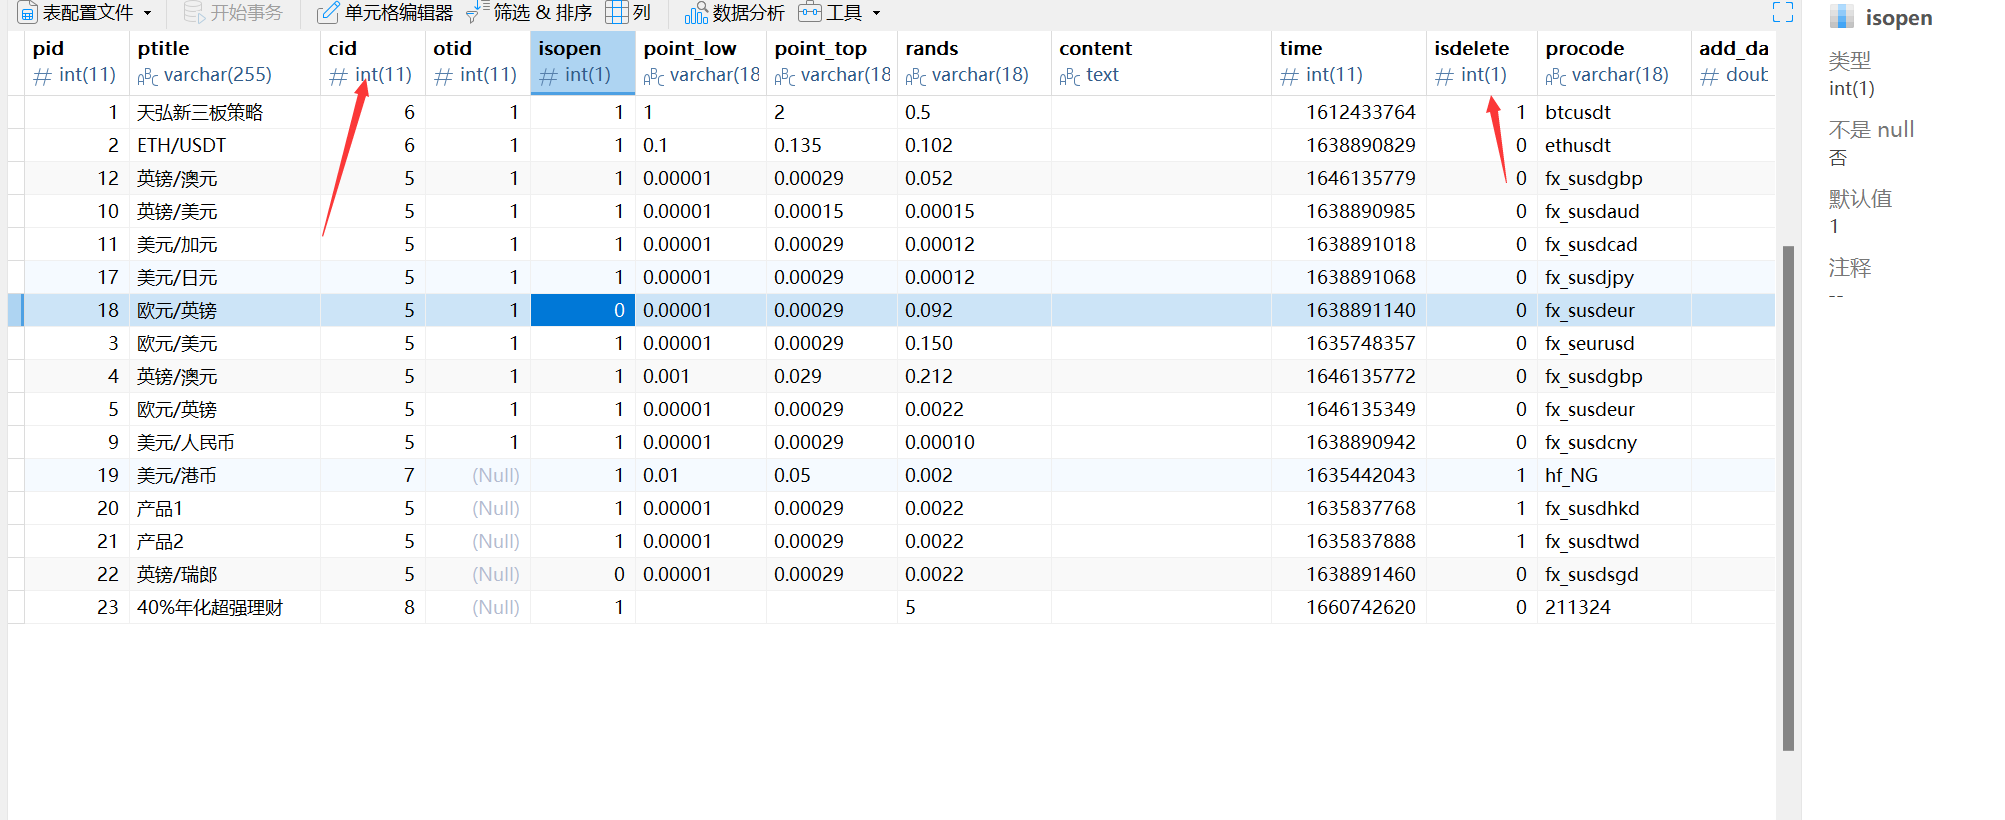 表配置文件 开始事务 单元格编辑器 筛选 & 排序 列 数据分析 工具
pid ptitle cid otid isopen point_low point_top rands content time isdelete procode add_da
int(11) varchar(255) int(11) int(11) int(1) varchar(18 varchar(18 varchar(18) text int(11) int(1) varchar(18) doub
1 天弘新三板策略 6 1 1 1 2 0.5 1612433764 1 btcusdt
2 ETH/USDT 6 1 1 0.1 0.135 0.102 1638890829 0 ethusdt
12 英镑/澳元 5 1 1 0.00001 0.00029 0.052 1646135779 0 fx_susdgbp
10 英镑/美元 5 1 1 0.00001 0.00015 0.00015 1638890985 0 fx_susdaud
11 美元/加元 5 1 1 0.00001 0.00029 0.00012 1638891018 0 fx_susdcad
17 美元/日元 5 1 1 0.00001 0.00029 0.00012 1638891068 0 fx_susdjpy
18 欧元/英镑 5 1 0 0.00001 0.00029 0.092 1638891140 0 fx_susdeur
3 欧元/美元 5 1 1 0.00001 0.00029 0.150 1635748357 0 fx_seurusd
4 英镑/澳元 5 1 1 0.001 0.029 0.212 1646135772 0 fx_susdgbp
5 欧元/英镑 5 1 1 0.00001 0.00029 0.0022 1646135349 0 fx_susdeur
9 美元/人民币 5 1 1 0.00001 0.00029 0.00010 1638890942 0 fx_susdcny
19 美元/港币 7 (Null) 1 0.01 0.05 0.002 1635442043 1 hf_NG
20 产品1 5 (Null) 1 0.00001 0.00029 0.0022 1635837768 1 fx_susdhkd
21 产品2 5 (Null) 1 0.00001 0.00029 0.0022 1635837888 1 fx_susdtwd
22 英镑/瑞郎 5 (Null) 0 0.00001 0.00029 0.0022 1638891460 0 fx_susdsgd
23 40%年化超强理财 8 (Null) 1 5 1660742620 0 211324
isopen
类型
int(1)
不是 null
否
默认值
1
注释
--